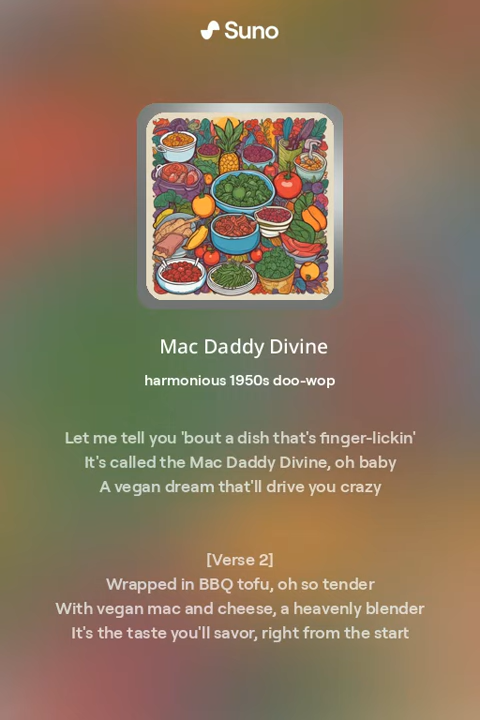 Suno
Mac Daddy Divine
harmonious 1950s doo-wop
Let me tell you 'bout a dish that's finger-lickin'
It's called the Mac Daddy Divine, oh baby
A vegan dream that'll drive you crazy
[Verse 2]
Wrapped in BBQ tofu, oh so tender
With vegan mac and cheese, a heavenly blender
It's the taste you'll savor, right from the start